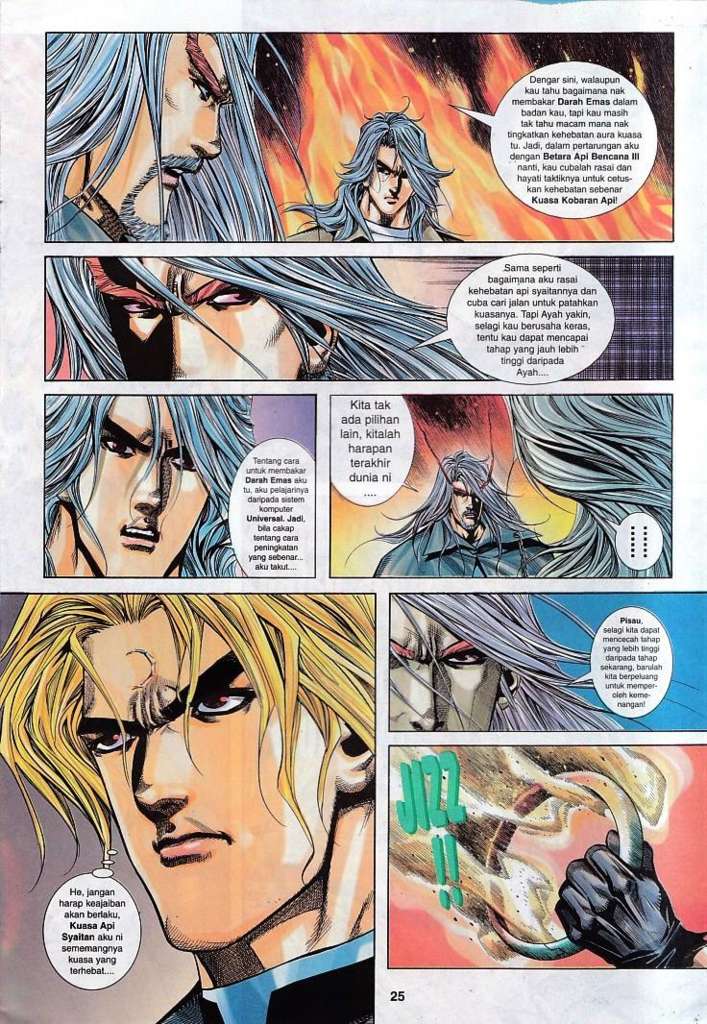 Dengar sini, walaupun
kau tahu bagaimana nak
membakar Darah Emas dalam
badan kau, tapi kau masih
tak tahu macam mana nak
tingkatkan kehebatan aura kuasa
tu. Jadi, dalam pertarungan aku
dengan Betara Api Bencana III
nanti, kau cubalah rasai dan
hayati taktiknya untuk cetus-
kan kehebatan sebenar
Kuasa Kobaran Api!
Sama seperti
bagaimana aku rasai
kehebatan api syaitannya dan
cuba cari jalan untuk patahkan
kuasanya. Tapi Ayah yakin,
selagi kau berusaha keras,
tentu kau dapat mencapai
tahap yang jauh lebih
tinggi daripada
Ayah....
Tentang cara
untuk membakar
Darah Emas aku
tu, aku pelajarinya
daripada sistem
komputer
Universal. Jadi,
bila cakap
tentang cara
peningkatan
yang sebenar...
aku takut....
Kita tak
ada pilihan
lain, kitalah
harapan
terakhir
dunia ni
....
Pisau,
selagi kita dapat
mencecah tahap
yang lebih tinggi
daripada tahap
sekarang, barulah
kita berpeluang
untuk memper-
oleh keme-
nangan!
He, jangan
harap keajaiban
akan berlaku,
Kuasa Api
Syaitan aku ni
sememangnya
kuasa yang
terhebat....
JIZZ
!!
25